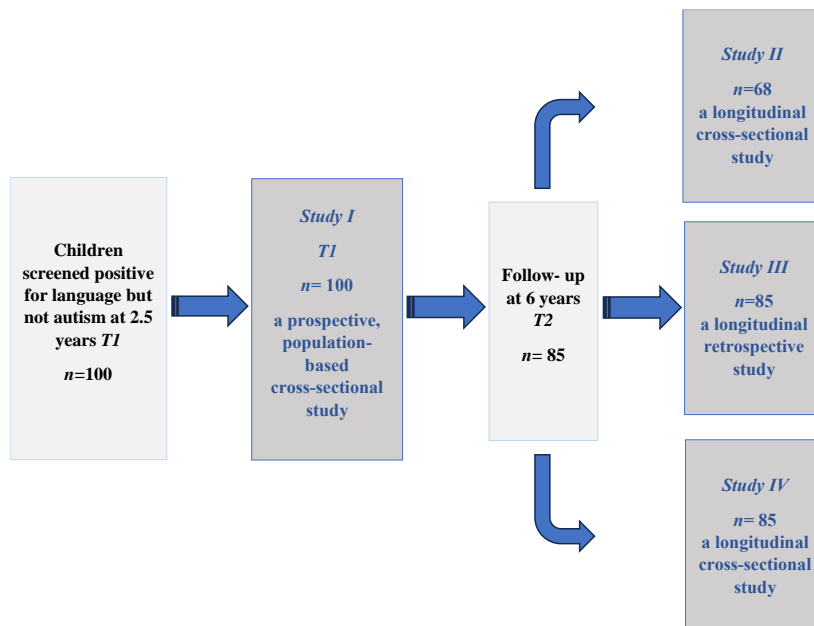 Children
screened positive
for language but
not autism at 2.5
years T1
n=100
Study I
T1
n= 100
a prospective,
population-
based
cross-sectional
study
Follow- up
at 6 years
T2
n= 85
Study II
n=68
a longitudinal
cross-sectional
study
Study III
n=85
a longitudinal
retrospective
study
Study IV
n= 85
a longitudinal
cross-sectional
study